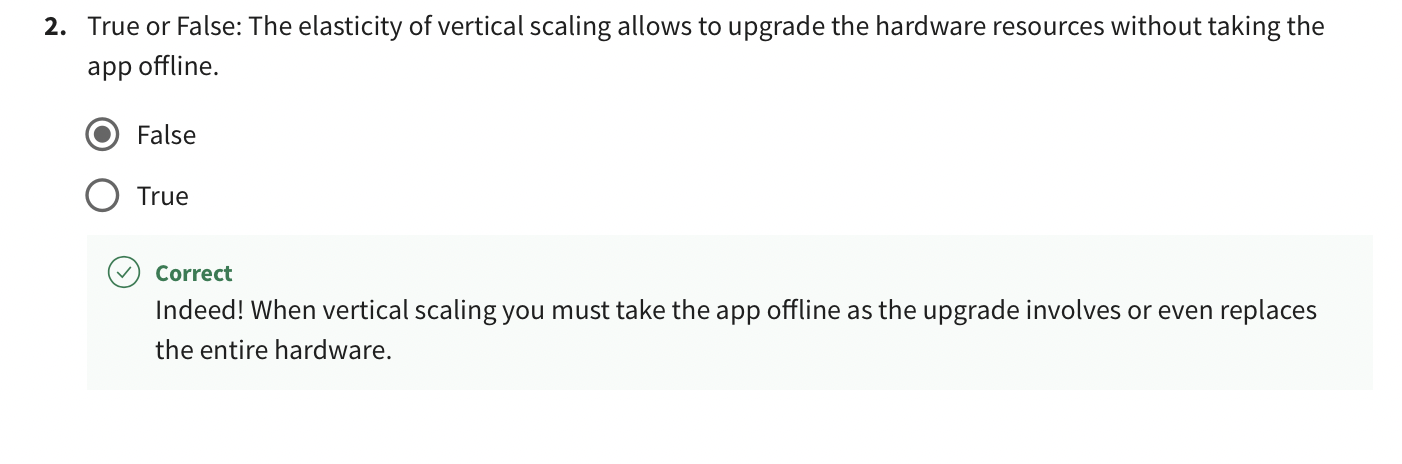 2. True or False: The elasticity of vertical scaling allows to upgrade the hardware resources without taking the
app offline.
False
True
Correct
Indeed! When vertical scaling you must take the app offline as the upgrade involves or even replaces
the entire hardware.